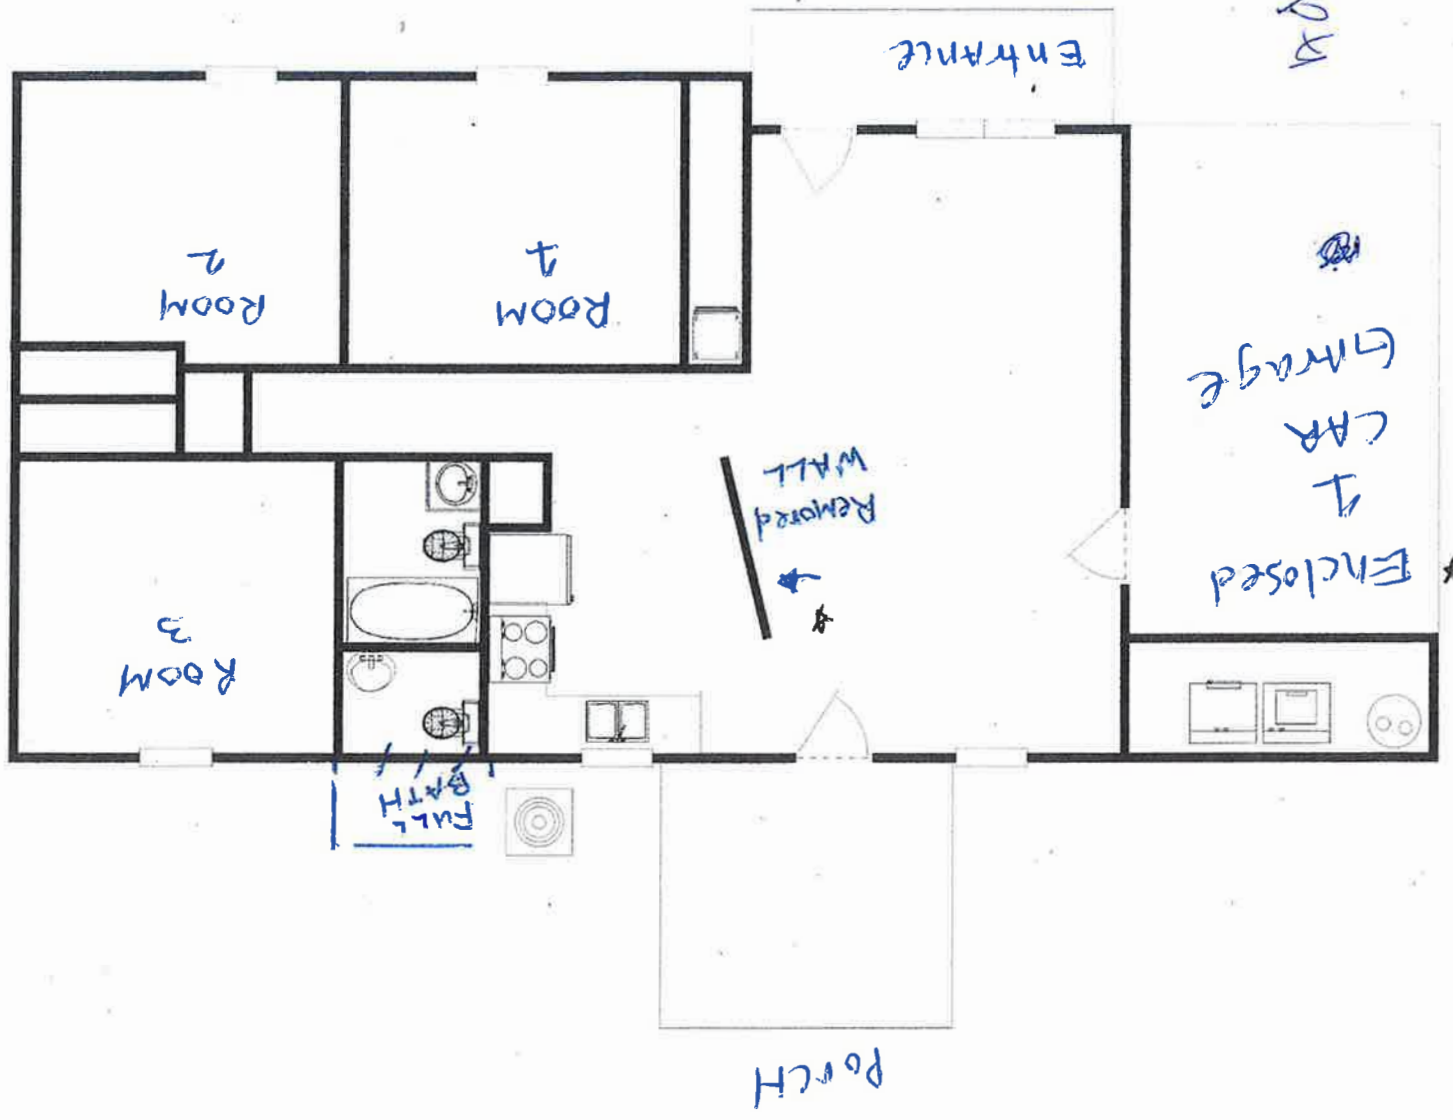 PorCH
FULL
BATH
ROOM
3
Removed
WALL
Enclosed
1
CAR
GArage
ROOM
1
ROOM
2
EntrANCE